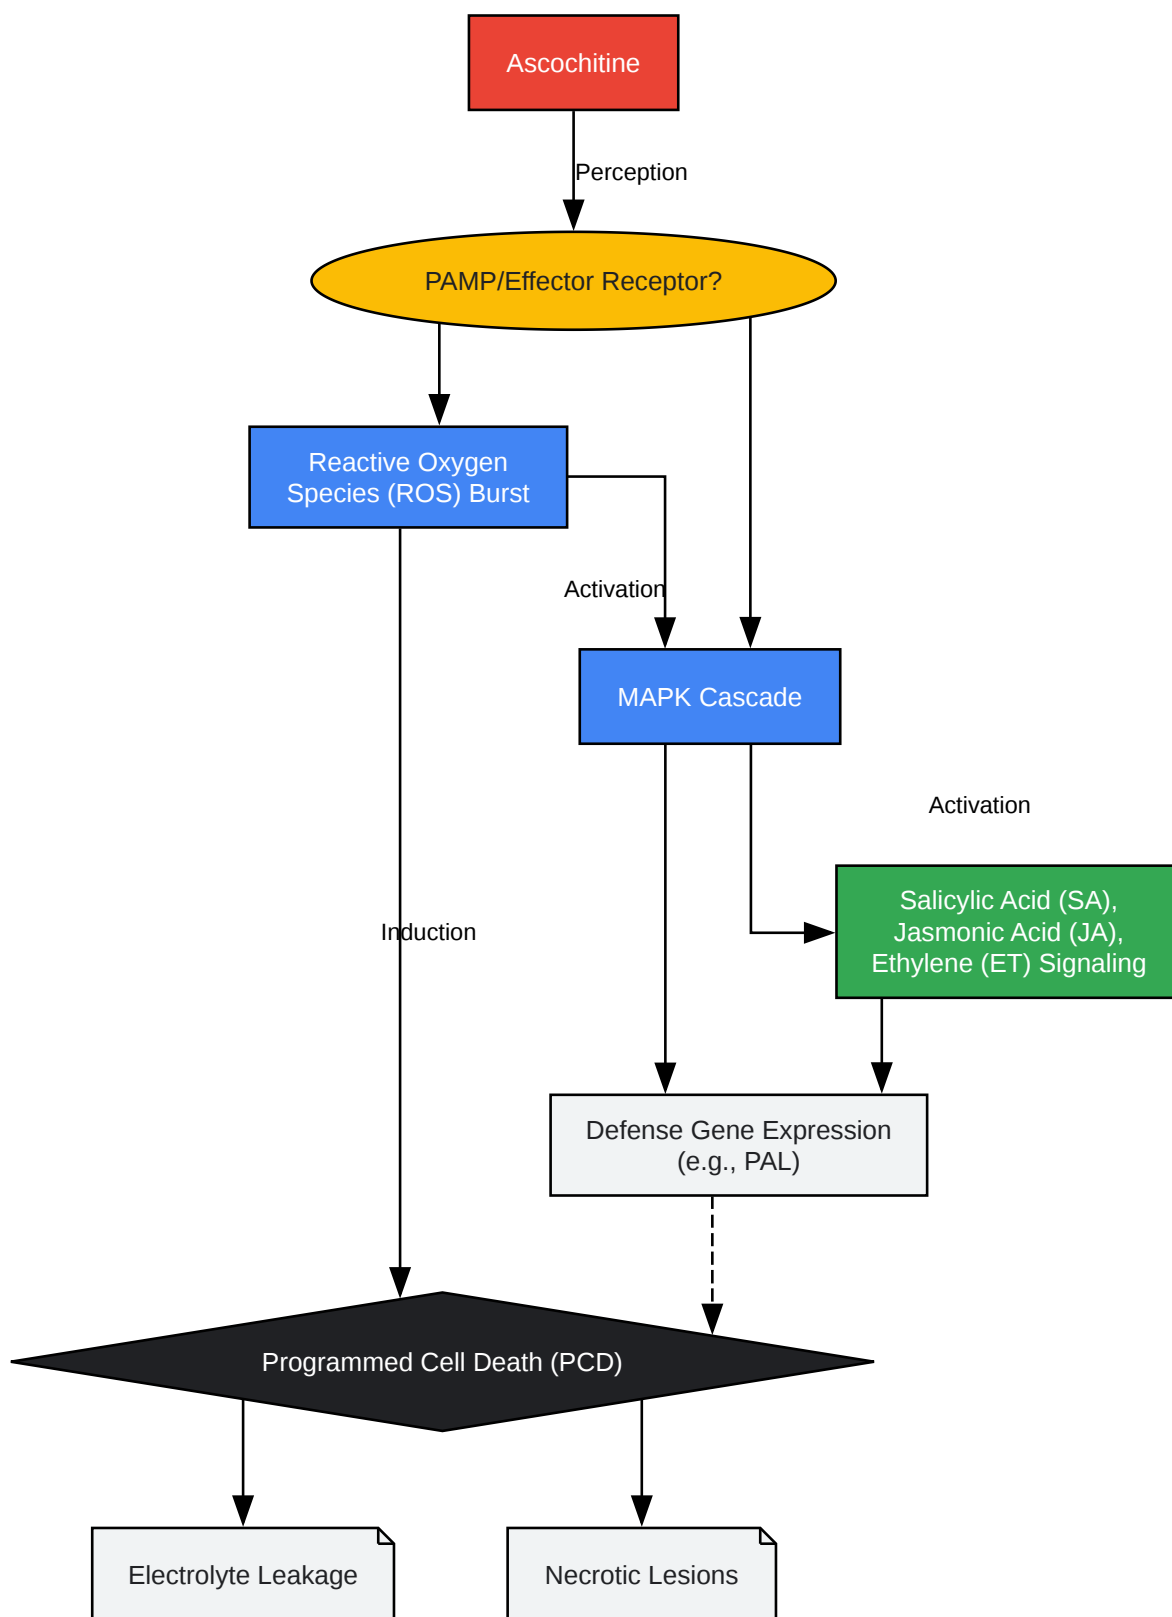 Ascochitine
Perception
PAMP/Effector Receptor?
Reactive Oxygen
Species (ROS) Burst
Activation
MAPK Cascade
Activation
Salicylic Acid (SA),
Jasmonic Acid (JA),
Ethylene (ET) Signaling
Induction
Defense Gene Expression
(e.g., PAL)
Programmed Cell Death (PCD)
Electrolyte Leakage
Necrotic Lesions